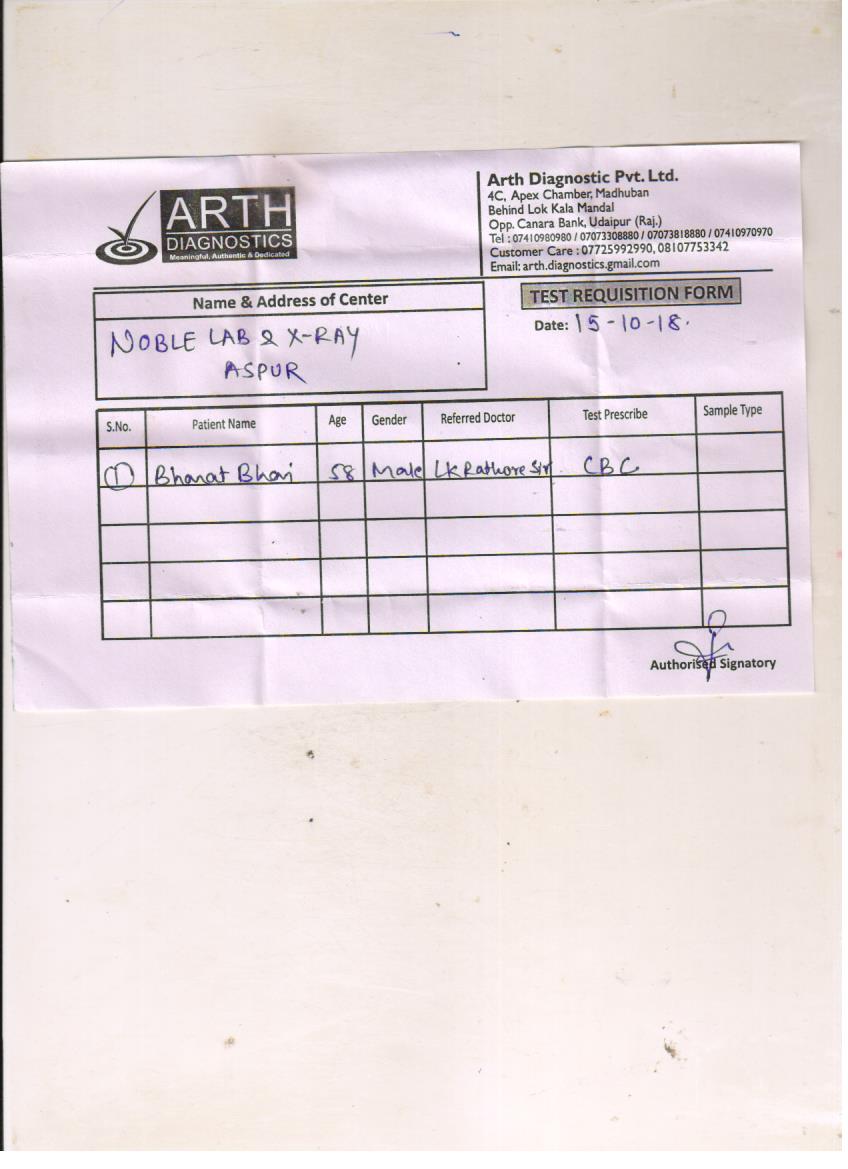 ARTH
DIAGNOSTICS
Meaningful, Authentic & Dedicated
Arth Diagnostic Pvt. Ltd.
4C, Apex Chamber, Madhuban
Behind Lok Kala Mandal
Opp. Canara Bank, Udaipur (Raj.)
Tel : 07410980980 / 07073308880 / 07073818880 / 07410970970
Customer Care : 07725992990, 08107753342
Email: arth.diagnostics.gmail.com
Name & Address of Center
NOBLE LAB & X-RAY
ASPUR
TEST REQUISITION FORM
Date: 15-10-18.
S.No. Patient Name Age Gender Referred Doctor Test Prescribe Sample Type
1 Bharat Bhai 58 Male LK Rathore Sir. CBC
Authorised Signatory